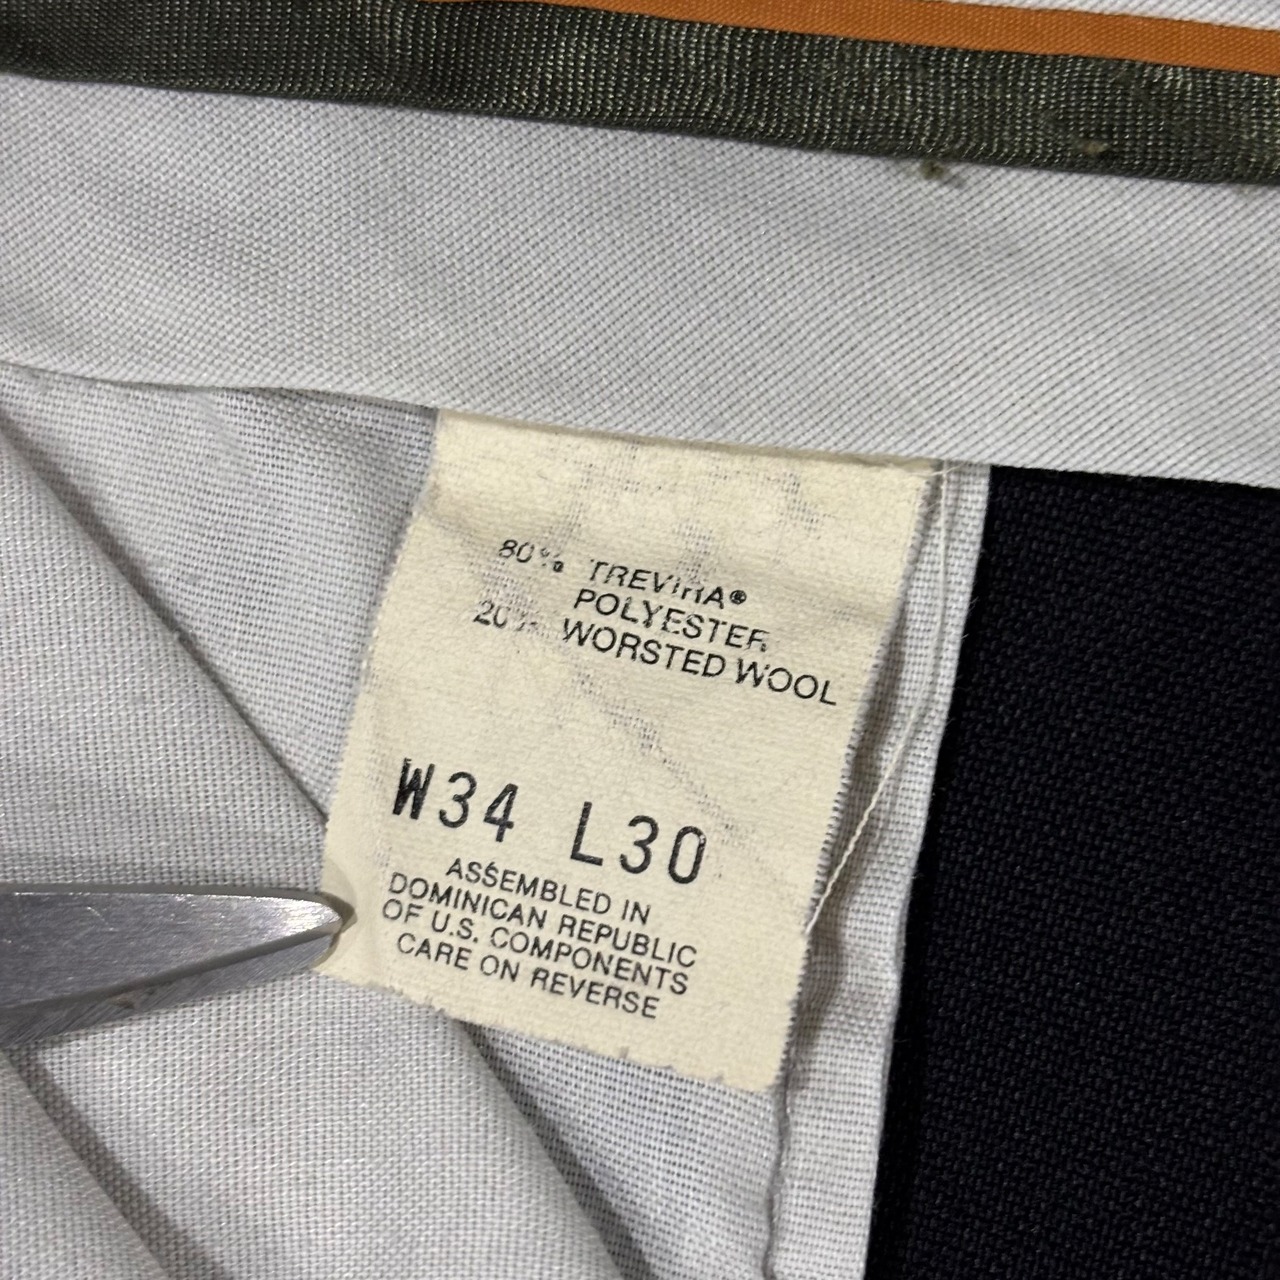 80% TREVIRA®
POLYESTER
20% WORSTED WOOL
W34 L30
ASSEMBLED IN
DOMINICAN REPUBLIC
OF U.S. COMPONENTS
CARE ON REVERSE